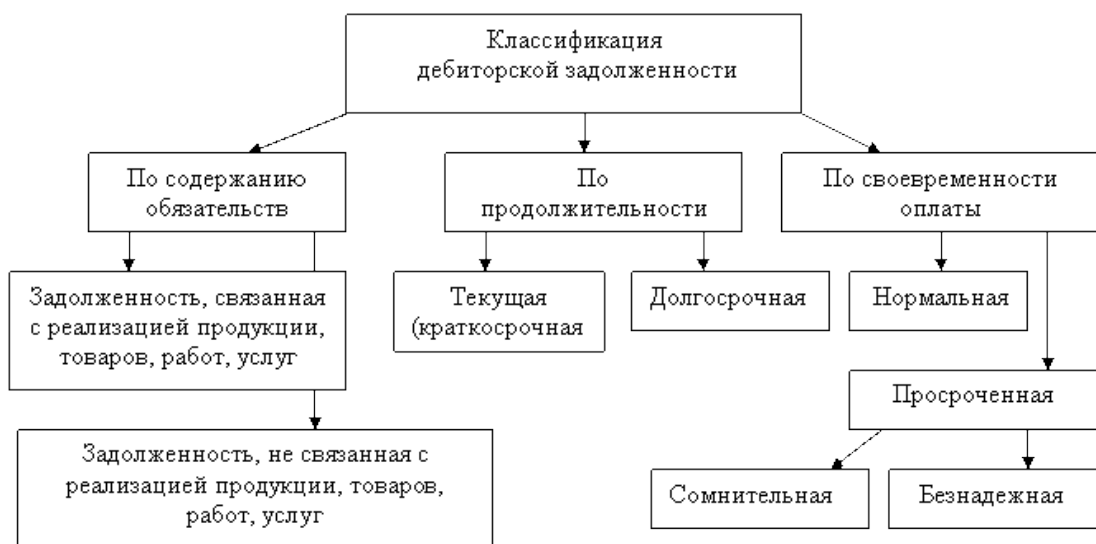 Классификация
дебиторской задолженности
По содержанию
обязательств
По
продолжительности
По своевременности
оплаты
Задолженность, связанная
с реализацией продукции,
товаров, работ, услуг
Текущая
(краткосрочная
Долгосрочная
Нормальная
Просроченная
Задолженность, не связанная с
реализацией продукции, товаров,
работ, услуг
Сомнительная
Безнадежная